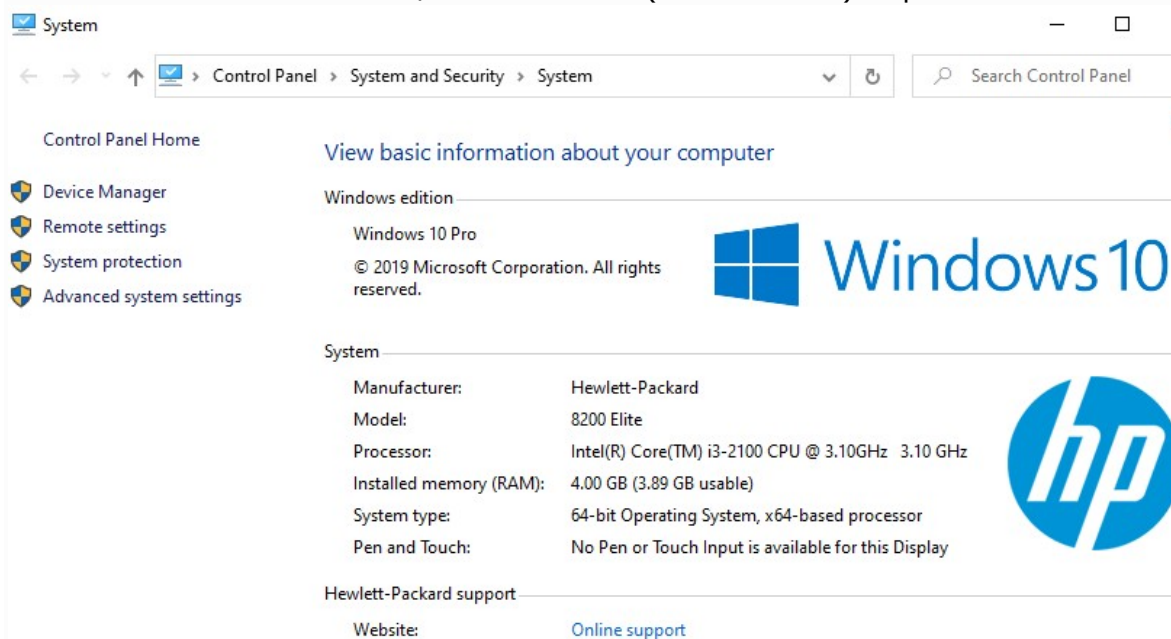 System
Control Panel > System and Security > System
Search Control Panel
Control Panel Home
Device Manager
Remote settings
System protection
Advanced system settings
View basic information about your computer
Windows edition
Windows 10 Pro
© 2019 Microsoft Corporation. All rights
reserved.
Windows 10
System
Manufacturer: Hewlett-Packard
Model: 8200 Elite
Processor: Intel(R) Core(TM) i3-2100 CPU @ 3.10GHz 3.10 GHz
Installed memory (RAM): 4.00 GB (3.89 GB usable)
System type: 64-bit Operating System, x64-based processor
Pen and Touch: No Pen or Touch Input is available for this Display
hp
Hewlett-Packard support
Website: Online support